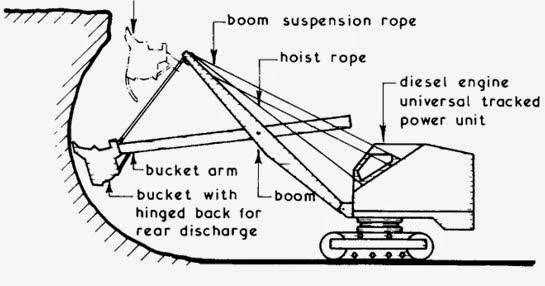 boom suspension rope
hoist rope
diesel engine
universal tracked
power unit
bucket arm
bucket with
hinged back for
rear discharge
boom